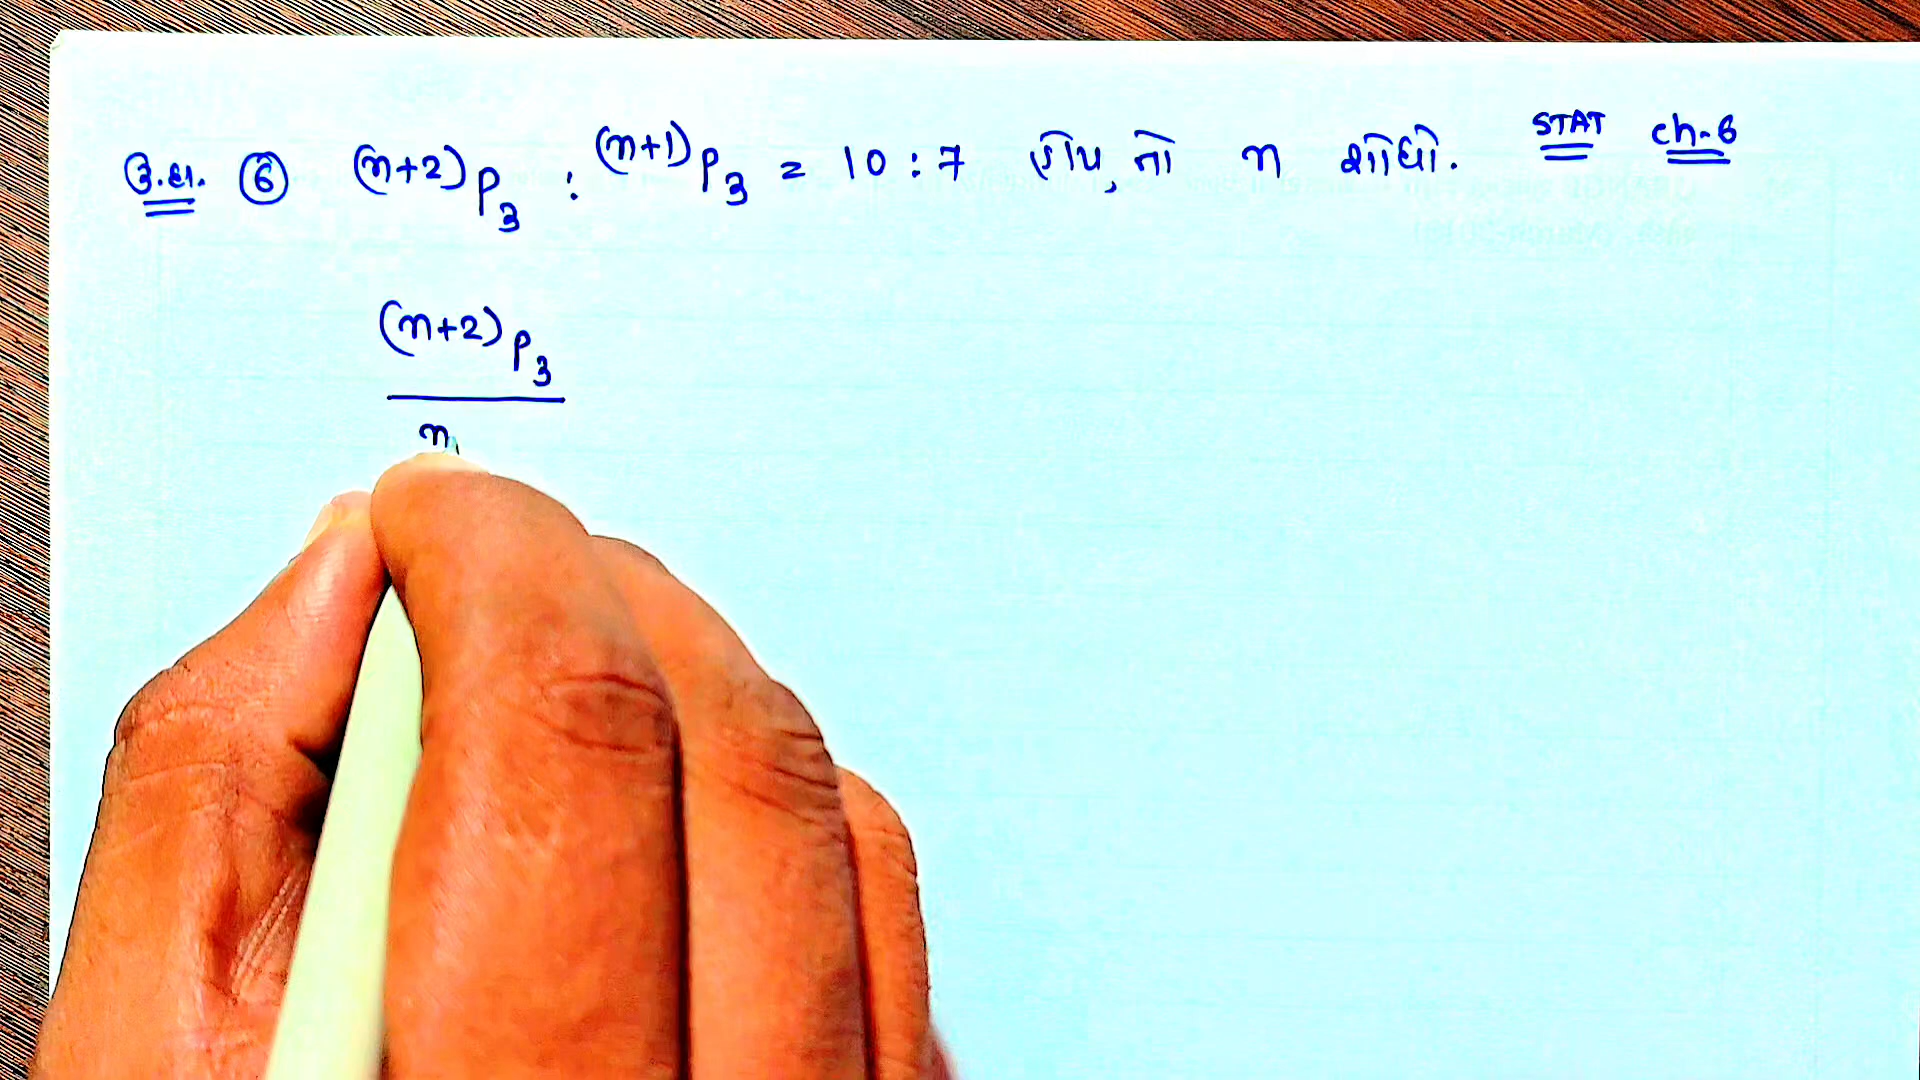 ઉ.દા. ⑥ (n+2)P₃ : (n+1)P₃ = 10 : 7 હોય, તો n શોધો. STAT ch-6
(n+2)P₃
n